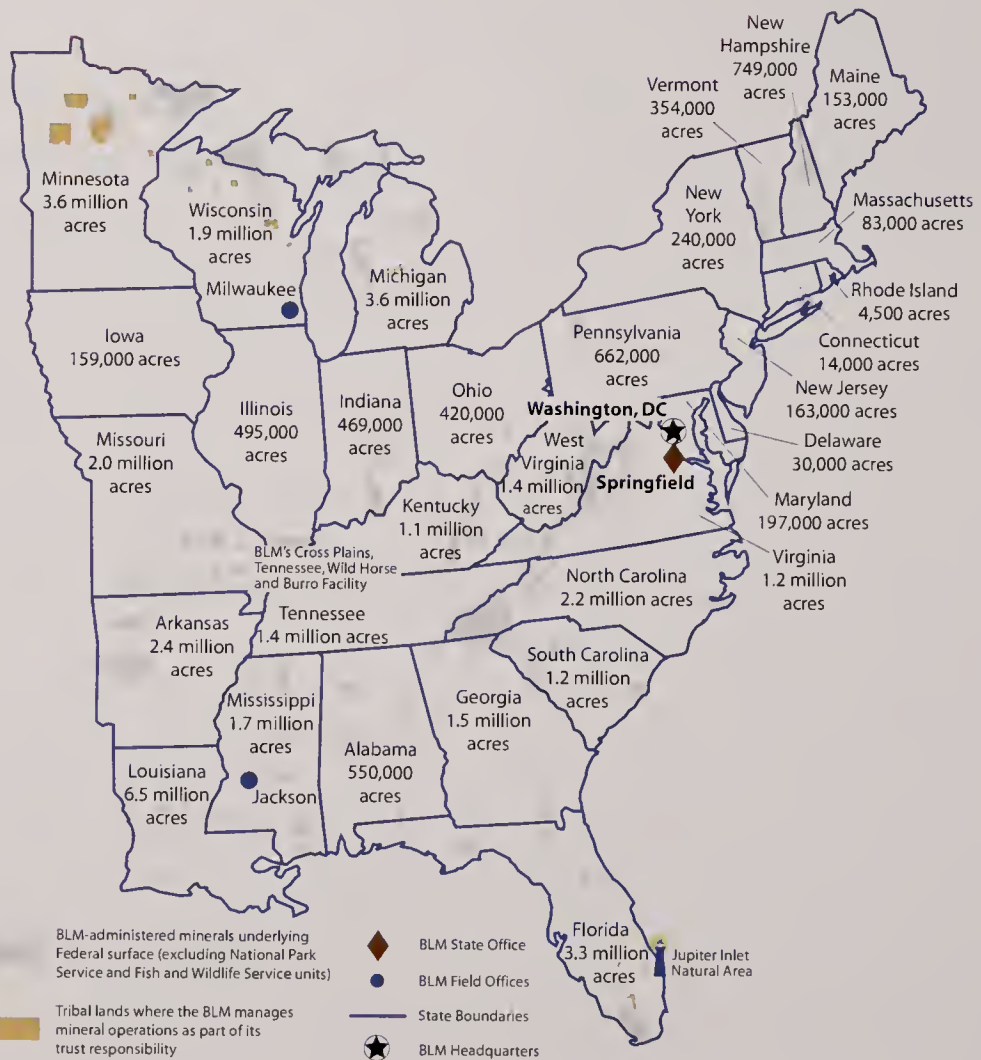 New
Hampshire
749,000
acres
Vermont
354,000
acres
Maine
153,000
acres
Minnesota
3.6 million
acres
Wisconsin
1.9 million
acres
Milwaukee
Michigan
3.6 million
acres
New
York
240,000
acres
Massachusetts
83,000 acres
Rhode Island
4,500 acres
Connecticut
14,000 acres
New Jersey
163,000 acres
Delaware
30,000 acres
Maryland
197,000 acres
Virginia
1.2 million
acres
Iowa
159,000 acres
Illinois
495,000
acres
Indiana
469,000
acres
Ohio
420,000
acres
Pennsylvania
662,000
acres
Washington, DC
Springfield
West
Virginia
1.4 million
acres
Missouri
2.0 million
acres
Kentucky
1.1 million
acres
BLM's Cross Plains,
Tennessee, Wild Horse
and Burro Facility
Tennessee
1.4 million acres
North Carolina
2.2 million acres
Arkansas
2.4 million
acres
South Carolina
1.2 million
acres
Mississippi
1.7 million
acres
Jackson
Alabama
550,000
acres
Georgia
1.5 million
acres
Louisiana
6.5 million
acres
Florida
3.3 million
acres
Jupiter Inlet
Natural Area
BLM-administered minerals underlying
Federal surface (excluding National Park
Service and Fish and Wildlife Service units)
Tribal lands where the BLM manages
mineral operations as part of its
trust responsibility
BLM State Office
BLM Field Offices
State Boundaries
BLM Headquarters